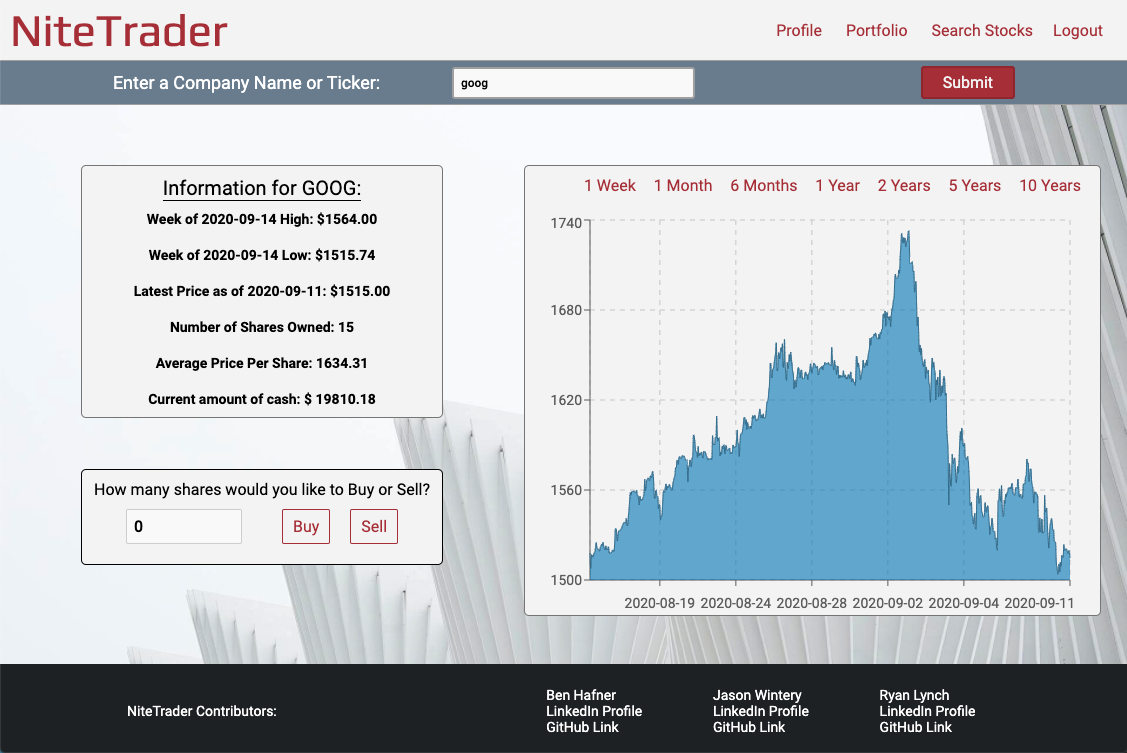 NiteTrader
Profile Portfolio Search Stocks Logout
Enter a Company Name or Ticker: goog Submit
Information for GOOG:
Week of 2020-09-14 High: $1564.00
Week of 2020-09-14 Low: $1515.74
Latest Price as of 2020-09-11: $1515.00
Number of Shares Owned: 15
Average Price Per Share: 1634.31
Current amount of cash: $ 19810.18
How many shares would you like to Buy or Sell?
0 Buy Sell
1 Week 1 Month 6 Months 1 Year 2 Years 5 Years 10 Years
1740
1680
1620
1560
1500
2020-08-19 2020-08-24 2020-08-28 2020-09-02 2020-09-04 2020-09-11
NiteTrader Contributors:
Ben Hafner
LinkedIn Profile
GitHub Link
Jason Wintery
LinkedIn Profile
GitHub Link
Ryan Lynch
LinkedIn Profile
GitHub Link